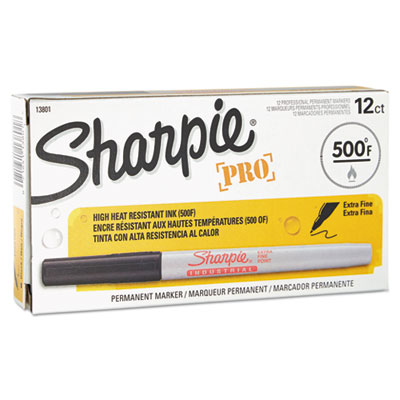 13801
12 PROFESSIONAL PERMANENT MARKERS
12 MARQUEURS PERMANENTS PROFESSIONNEL
12 MARCADORES PERMANENTES
12ct
Sharpie®
PRO
500°F
HIGH HEAT RESISTANT INK (500F)
ENCRE RÉSISTANT AUX HAUTES TEMPÉRATURES (500 OF)
TINTA CON ALTA RESISTENCIA AL CALOR
Extra Fine
Extra Fina
Sharpie
EXTRA
FINE
POINT
INDUSTRIAL
PERMANENT MARKER / MARQUEUR PERMANENT / MARCADOR PERMANENTE